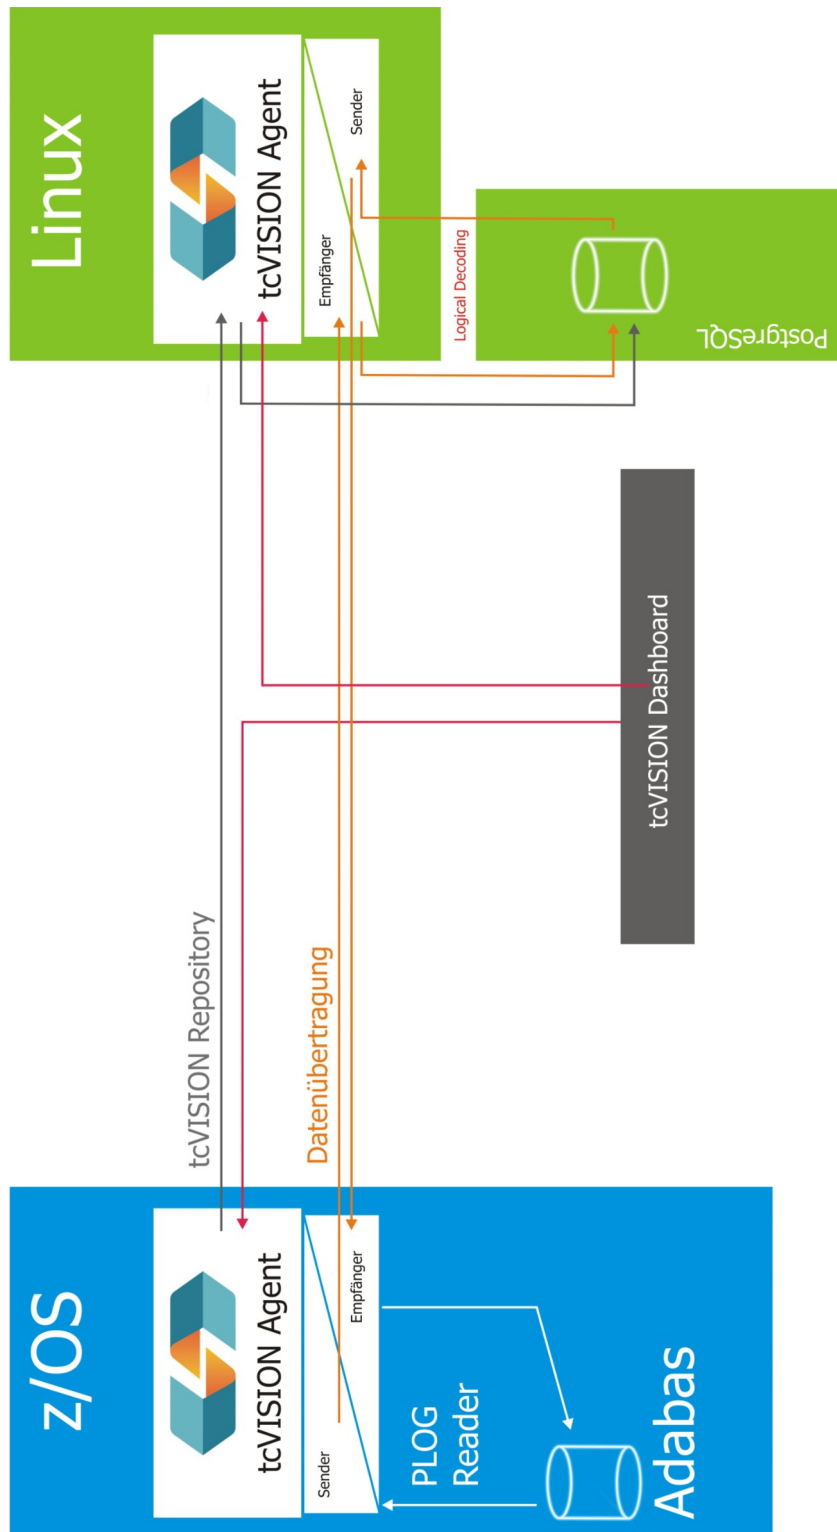 z/OS
tcVISION Agent
Sender
Empfänger
PLOG
Reader
Adabas
tcVISION Repository
Datenübertragung
tcVISION Dashboard
Linux
tcVISION Agent
Empfänger
Sender
Logical Decoding
PostgreSQL